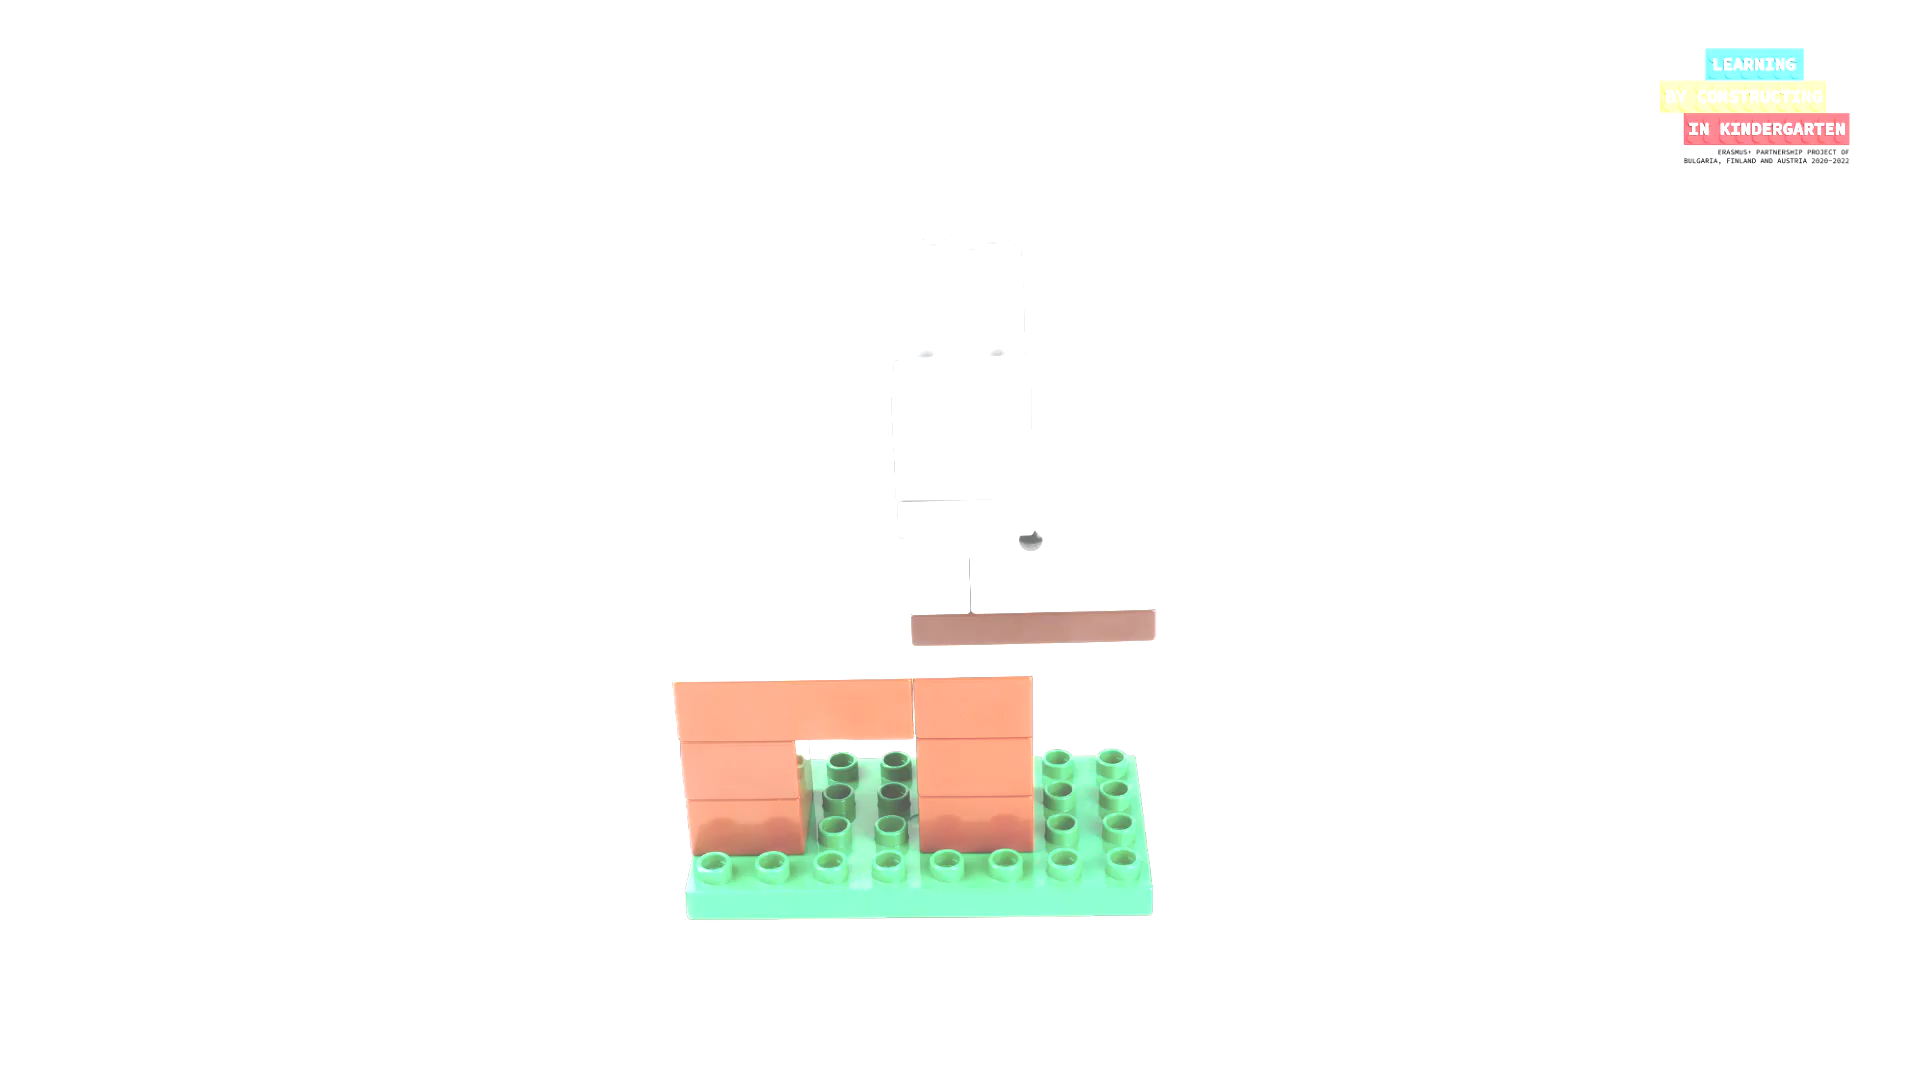 LEARNING
BY CONSTRUCTING
IN KINDERGARTEN
ERASMUS+ PARTNERSHIP PROJECT OF
BULGARIA, FINLAND AND AUSTRIA 2020-2022